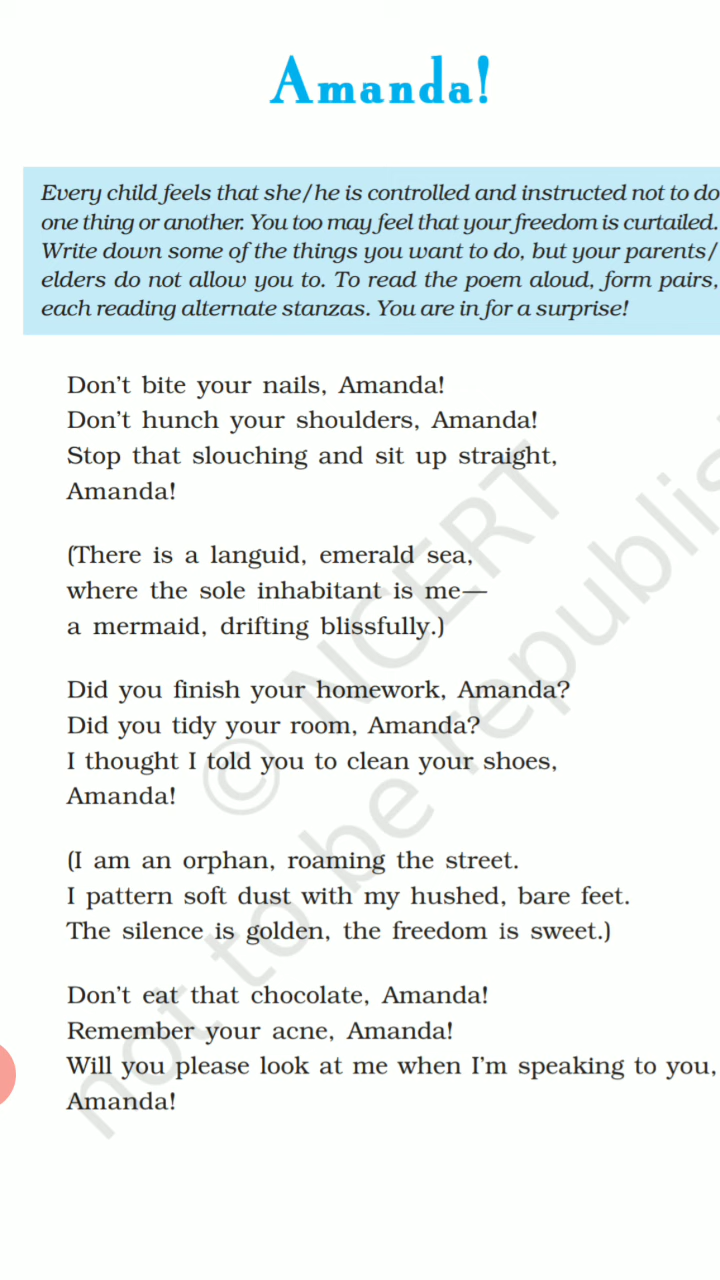 Amanda!
Every child feels that she/he is controlled and instructed not to do
one thing or another. You too may feel that your freedom is curtailed.
Write down some of the things you want to do, but your parents/
elders do not allow you to. To read the poem aloud, form pairs,
each reading alternate stanzas. You are in for a surprise!
Don't bite your nails, Amanda!
Don't hunch your shoulders, Amanda!
Stop that slouching and sit up straight,
Amanda!
(There is a languid, emerald sea,
where the sole inhabitant is me—
a mermaid, drifting blissfully.)
Did you finish your homework, Amanda?
Did you tidy your room, Amanda?
I thought I told you to clean your shoes,
Amanda!
(I am an orphan, roaming the street.
I pattern soft dust with my hushed, bare feet.
The silence is golden, the freedom is sweet.)
Don't eat that chocolate, Amanda!
Remember your acne, Amanda!
Will you please look at me when I'm speaking to you,
Amanda!
© NCERT
not to be republis